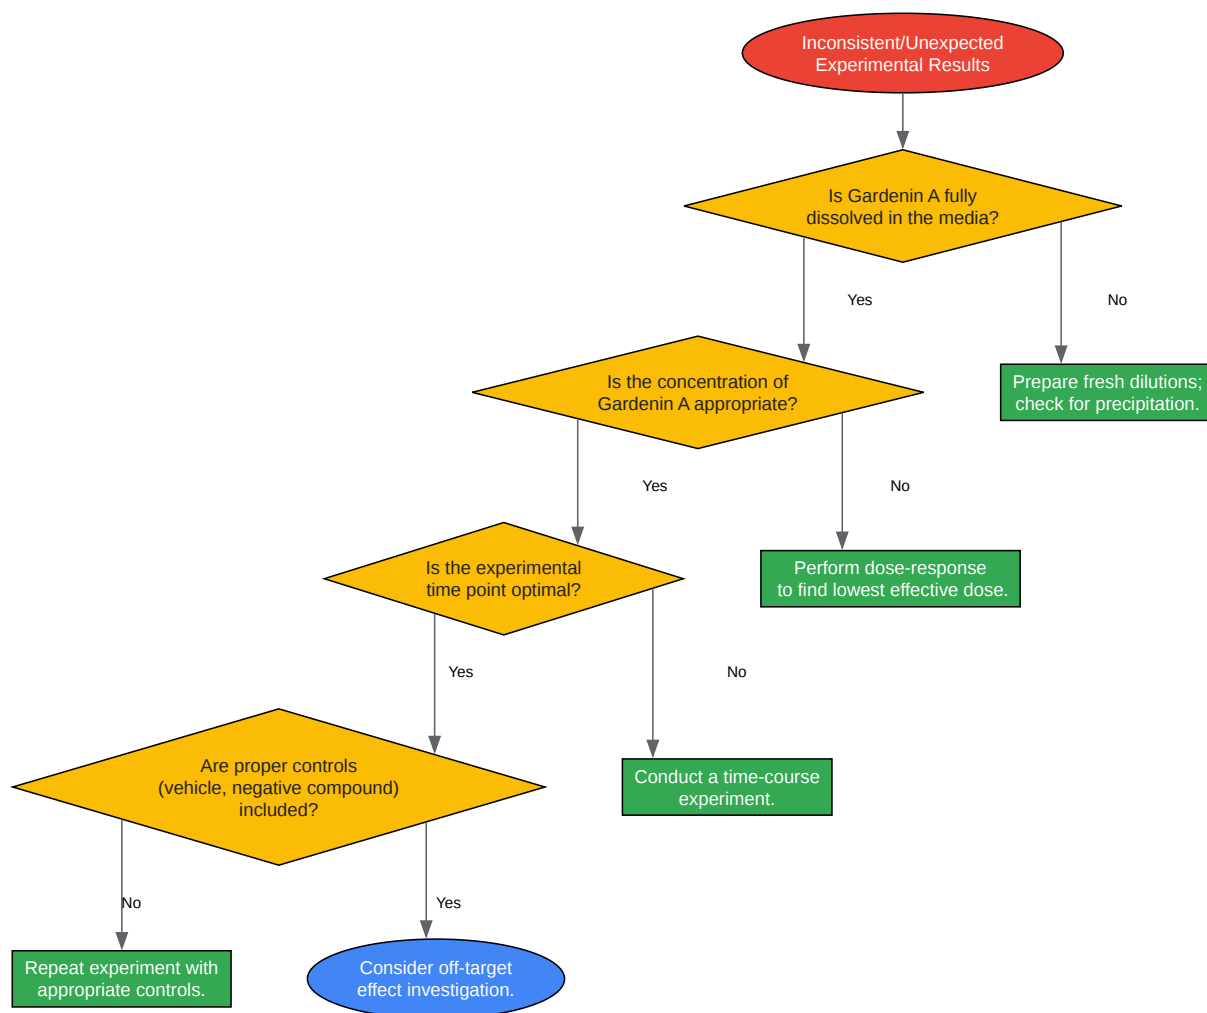 Inconsistent/Unexpected
Experimental Results
Is Gardenin A fully
dissolved in the media?
Yes
No
Is the concentration of
Gardenin A appropriate?
Prepare fresh dilutions;
check for precipitation.
Yes
No
Is the experimental
time point optimal?
Perform dose-response
to find lowest effective dose.
Yes
No
Are proper controls
(vehicle, negative compound)
included?
Conduct a time-course
experiment.
No
Yes
Repeat experiment with
appropriate controls.
Consider off-target
effect investigation.